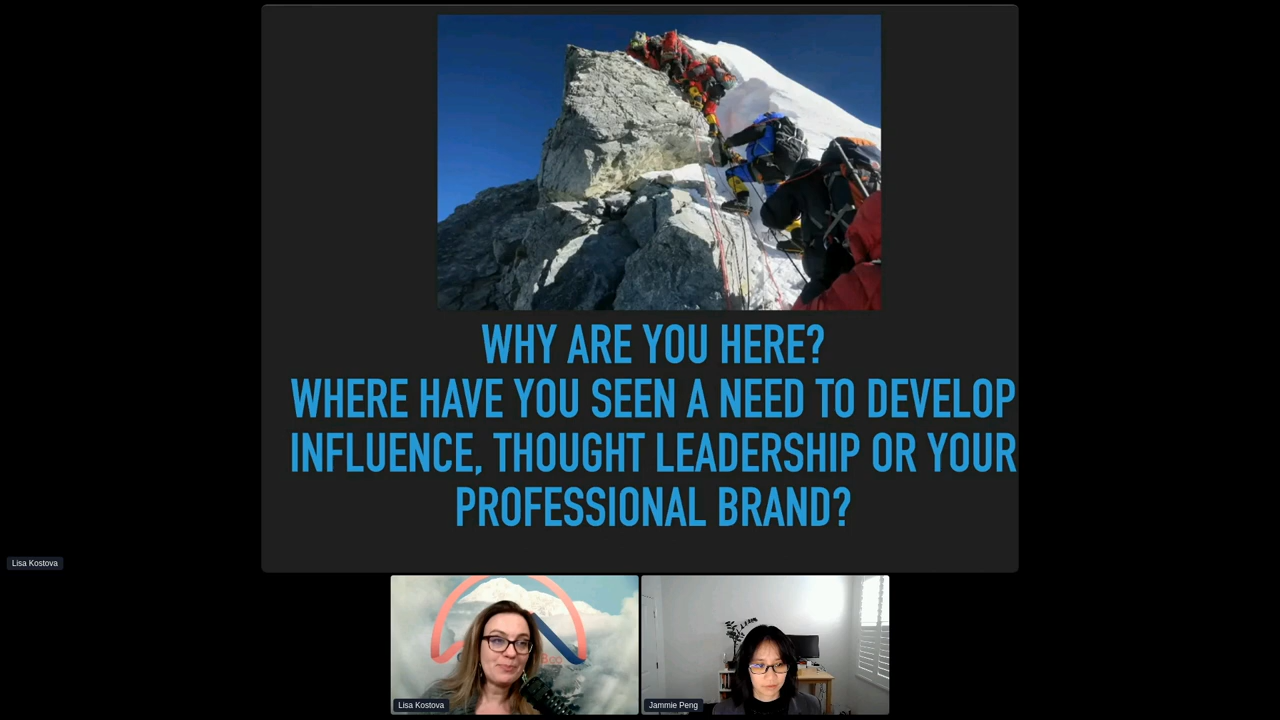 WHY ARE YOU HERE?
WHERE HAVE YOU SEEN A NEED TO DEVELOP
INFLUENCE, THOUGHT LEADERSHIP OR YOUR
PROFESSIONAL BRAND?
Lisa Kostova
Lisa Kostova
Jammie Peng